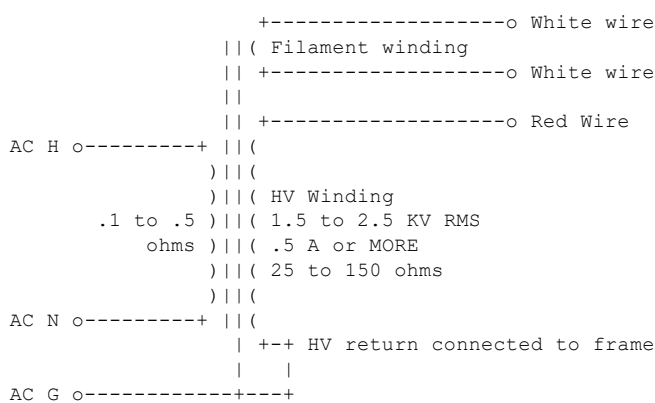 +-------------------o White wire
||( Filament winding
|| +-------------------o White wire
||
|| +-------------------o Red Wire
AC H o---------+ ||(
)||(
)||( HV Winding
.1 to .5 )||( 1.5 to 2.5 KV RMS
ohms )||( .5 A or MORE
)||( 25 to 150 ohms
)||(
AC N o---------+ ||(
| +-+ HV return connected to frame
| |
AC G o------------+---+